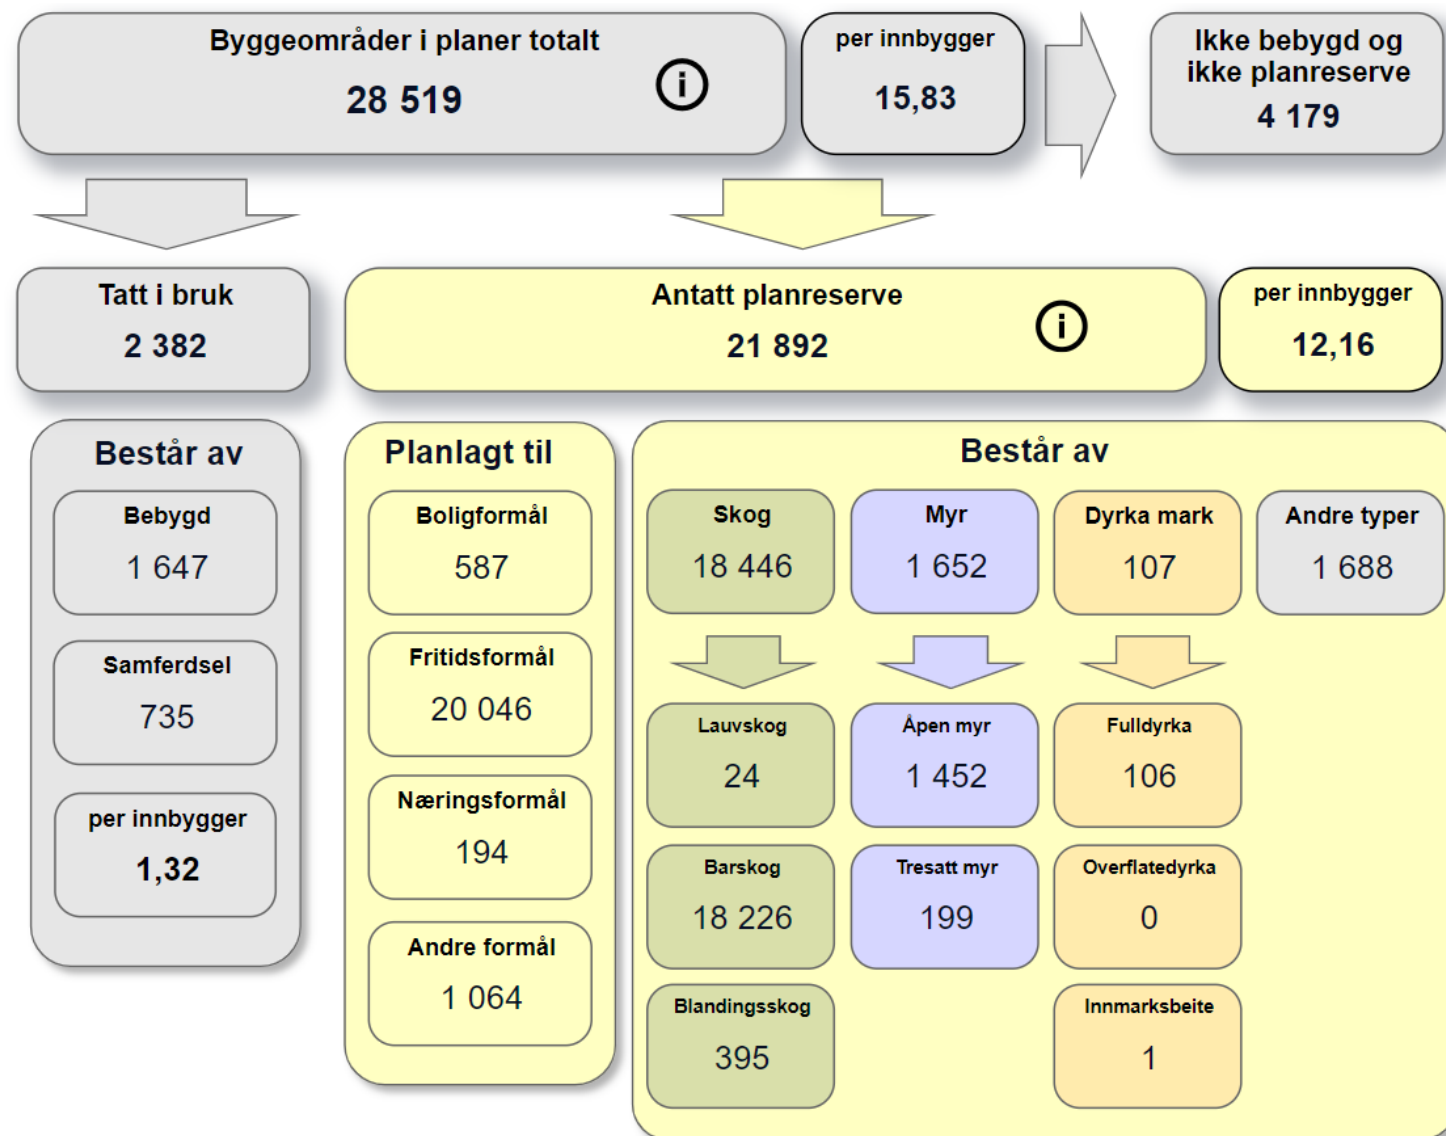 Byggeområder i planer totalt
28 519
i
per innbygger
15,83
Ikke bebygd og
ikke planreserve
4 179
Tatt i bruk
2 382
Antatt planreserve
21 892
i
per innbygger
12,16
Består av
Bebygd
1 647
Samferdsel
735
per innbygger
1,32
Planlagt til
Boligformål
587
Fritidsformål
20 046
Næringsformål
194
Andre formål
1 064
Består av
Skog
18 446
Myr
1 652
Dyrka mark
107
Andre typer
1 688
Lauvskog
24
Åpen myr
1 452
Fulldyrka
106
Barskog
18 226
Tresatt myr
199
Overflatedyrka
0
Blandingsskog
395
Innmarksbeite
1